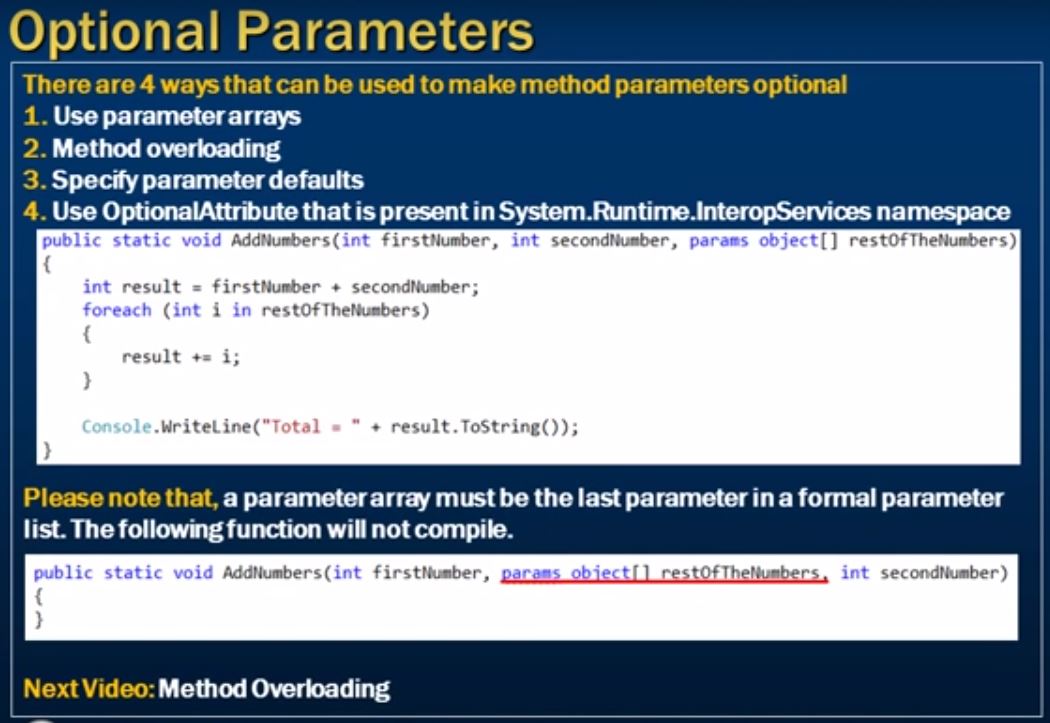 Optional Parameters
There are 4 ways that can be used to make method parameters optional
1. Use parameter arrays
2. Method overloading
3. Specify parameter defaults
4. Use OptionalAttribute that is present in System.Runtime.InteropServices namespace
public static void AddNumbers(int firstNumber, int secondNumber, params object[] restOfTheNumbers)
{
    int result = firstNumber + secondNumber;
    foreach (int i in restOfTheNumbers)
    {
        result += i;
    }
    Console.WriteLine("Total = " + result.ToString());
}
Please note that, a parameter array must be the last parameter in a formal parameter
list. The following function will not compile.
public static void AddNumbers(int firstNumber, params object[] restOfTheNumbers, int secondNumber)
{
}
Next Video: Method Overloading